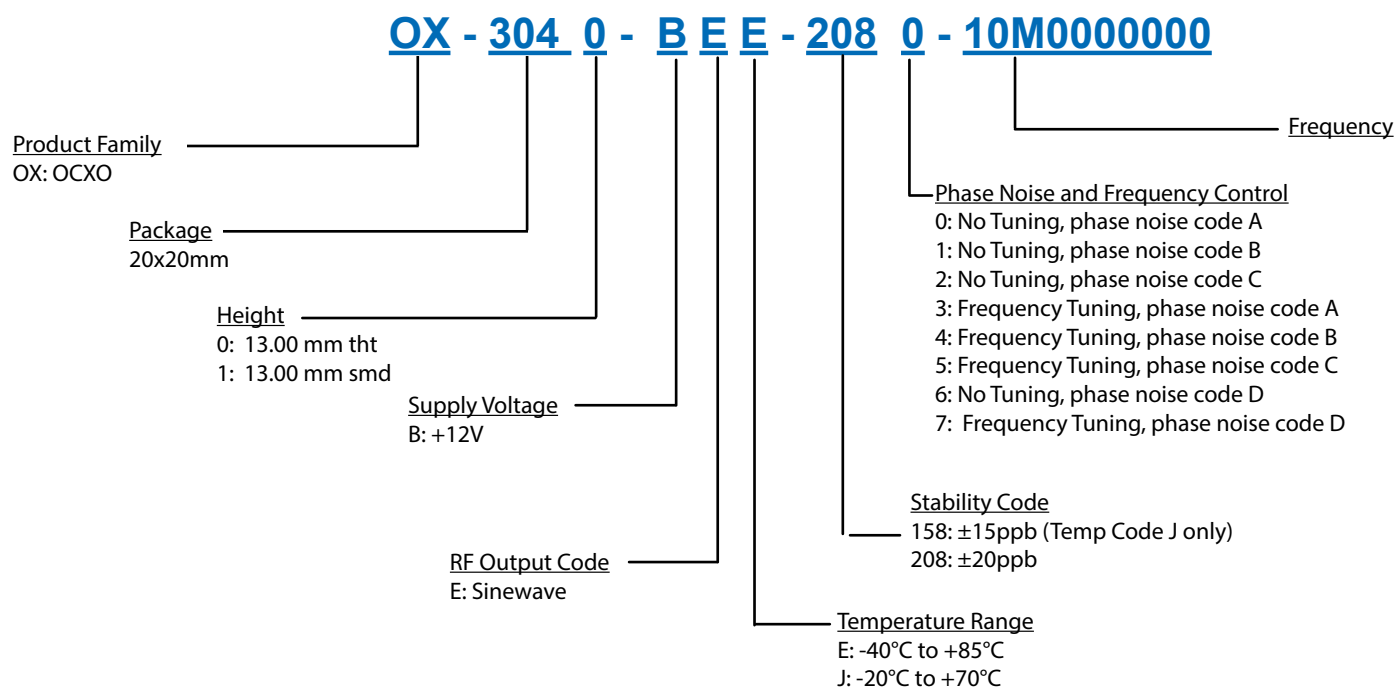 OX - 304 0 - B E E - 208 0 - 10M0000000
Product Family
OX: OCXO
Package
20x20mm
Height
0: 13.00 mm tht
1: 13.00 mm smd
Supply Voltage
B: +12V
RF Output Code
E: Sinewave
Temperature Range
E: -40°C to +85°C
J: -20°C to +70°C
Stability Code
158: ±15ppb (Temp Code J only)
208: ±20ppb
Phase Noise and Frequency Control
0: No Tuning, phase noise code A
1: No Tuning, phase noise code B
2: No Tuning, phase noise code C
3: Frequency Tuning, phase noise code A
4: Frequency Tuning, phase noise code B
5: Frequency Tuning, phase noise code C
6: No Tuning, phase noise code D
7: Frequency Tuning, phase noise code D
Frequency